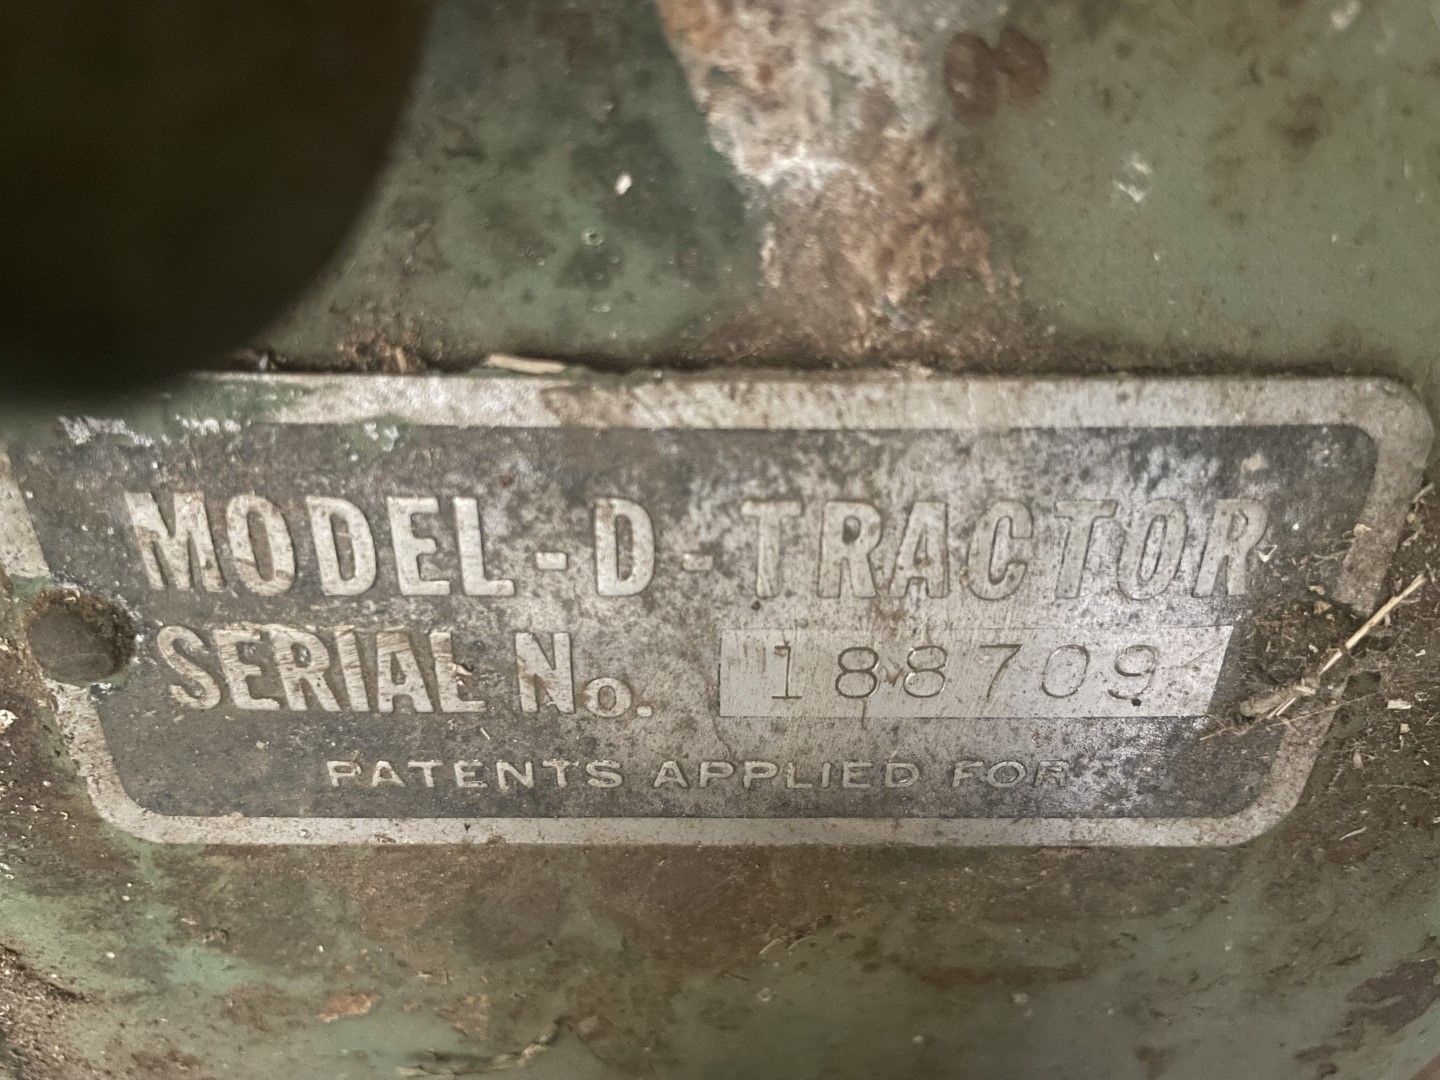 MODEL-D-TRACTOR
SERIAL No. 188709
PATENTS APPLIED FOR